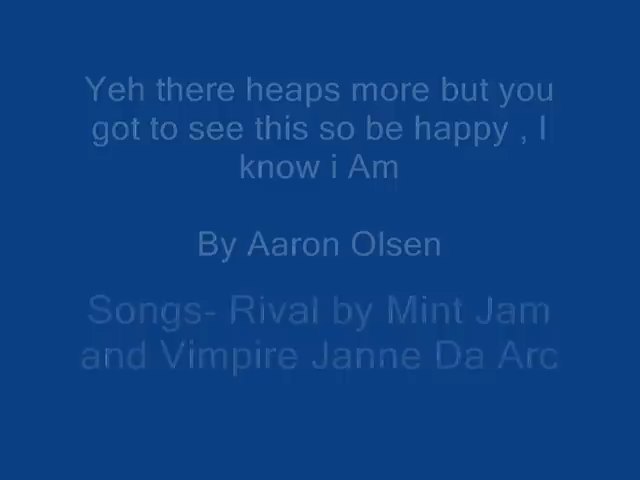 Yeh there heaps more but you
got to see this so be happy , I
know i Am
By Aaron Olsen
Songs- Rival by Mint Jam
and Vimpire Janne Da Arc